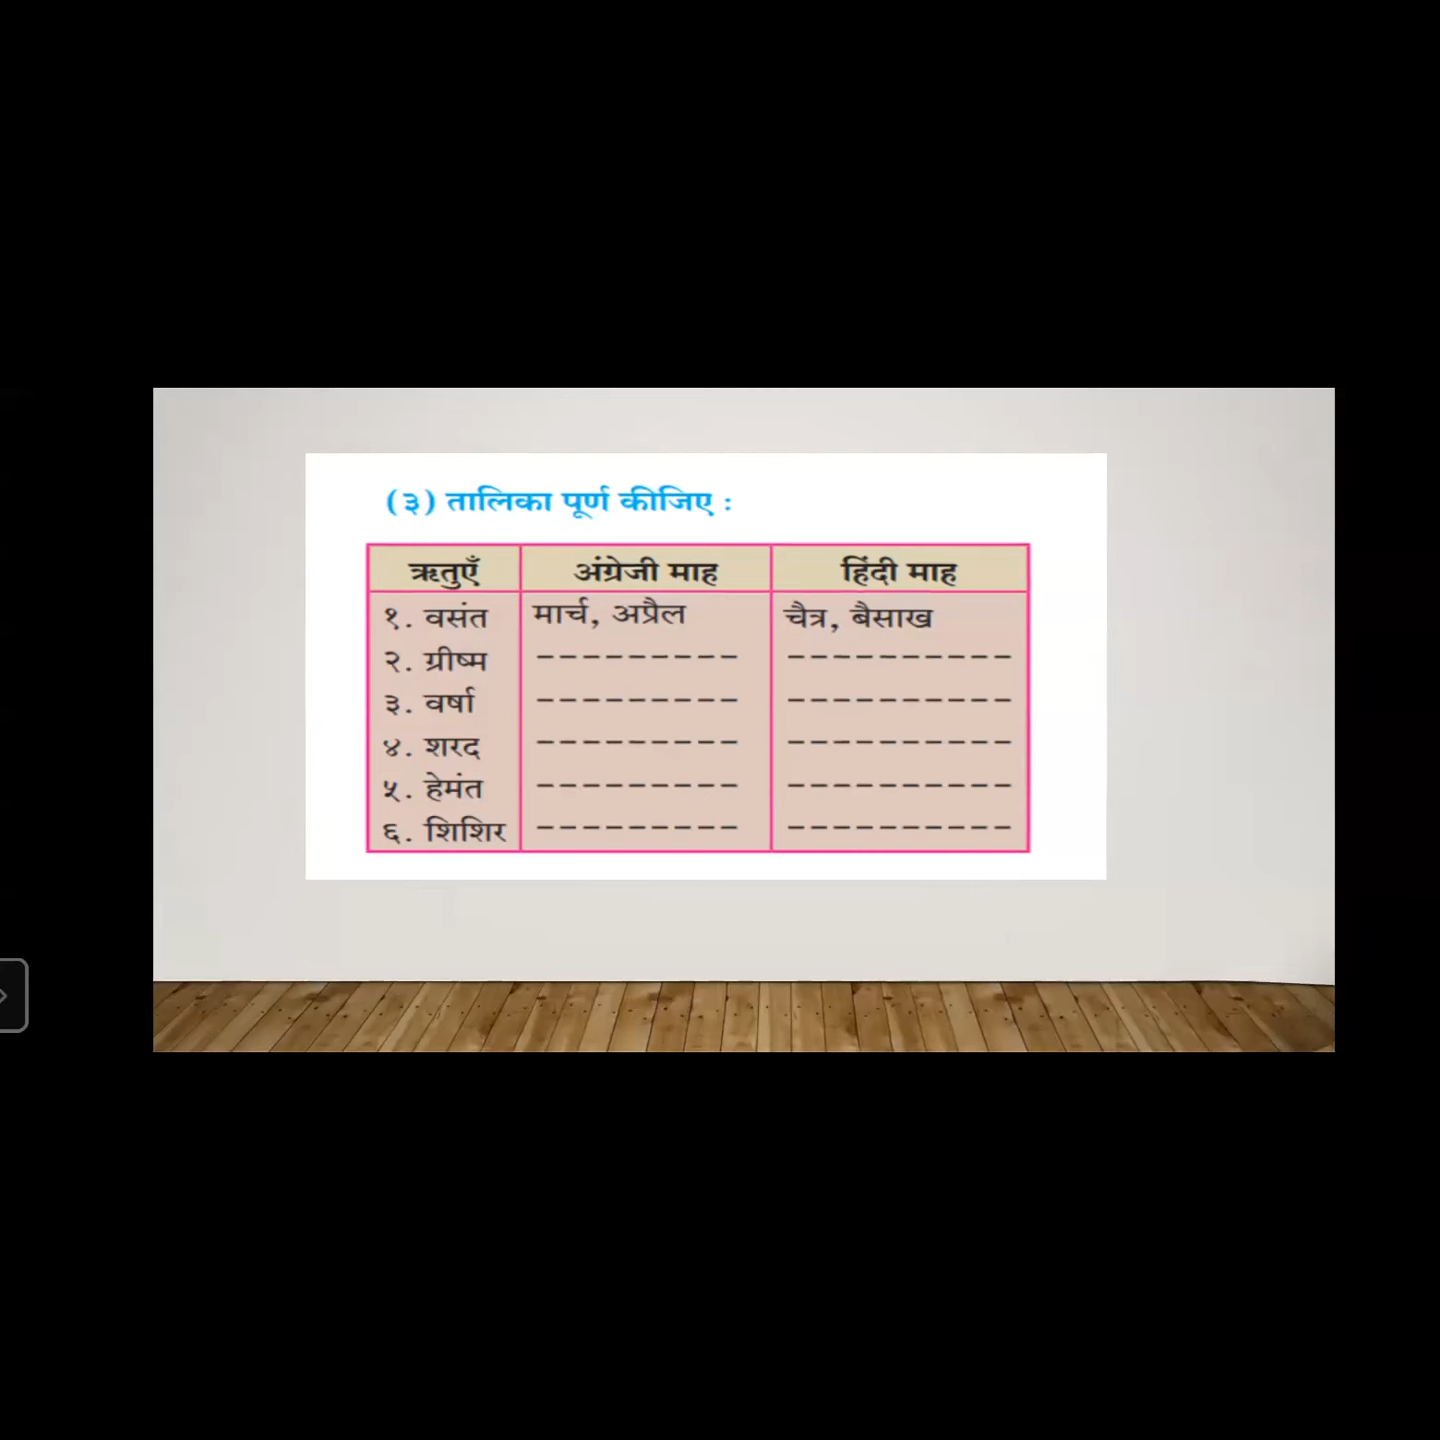 (३) तालिका पूर्ण कीजिए :
ऋतुएँ अंग्रेजी माह हिंदी माह
१. वसंत मार्च, अप्रैल चैत्र, बैसाख
२. ग्रीष्म --------- ----------
३. वर्षा --------- ----------
४. शरद --------- ----------
५. हेमंत --------- ----------
६. शिशिर --------- ----------